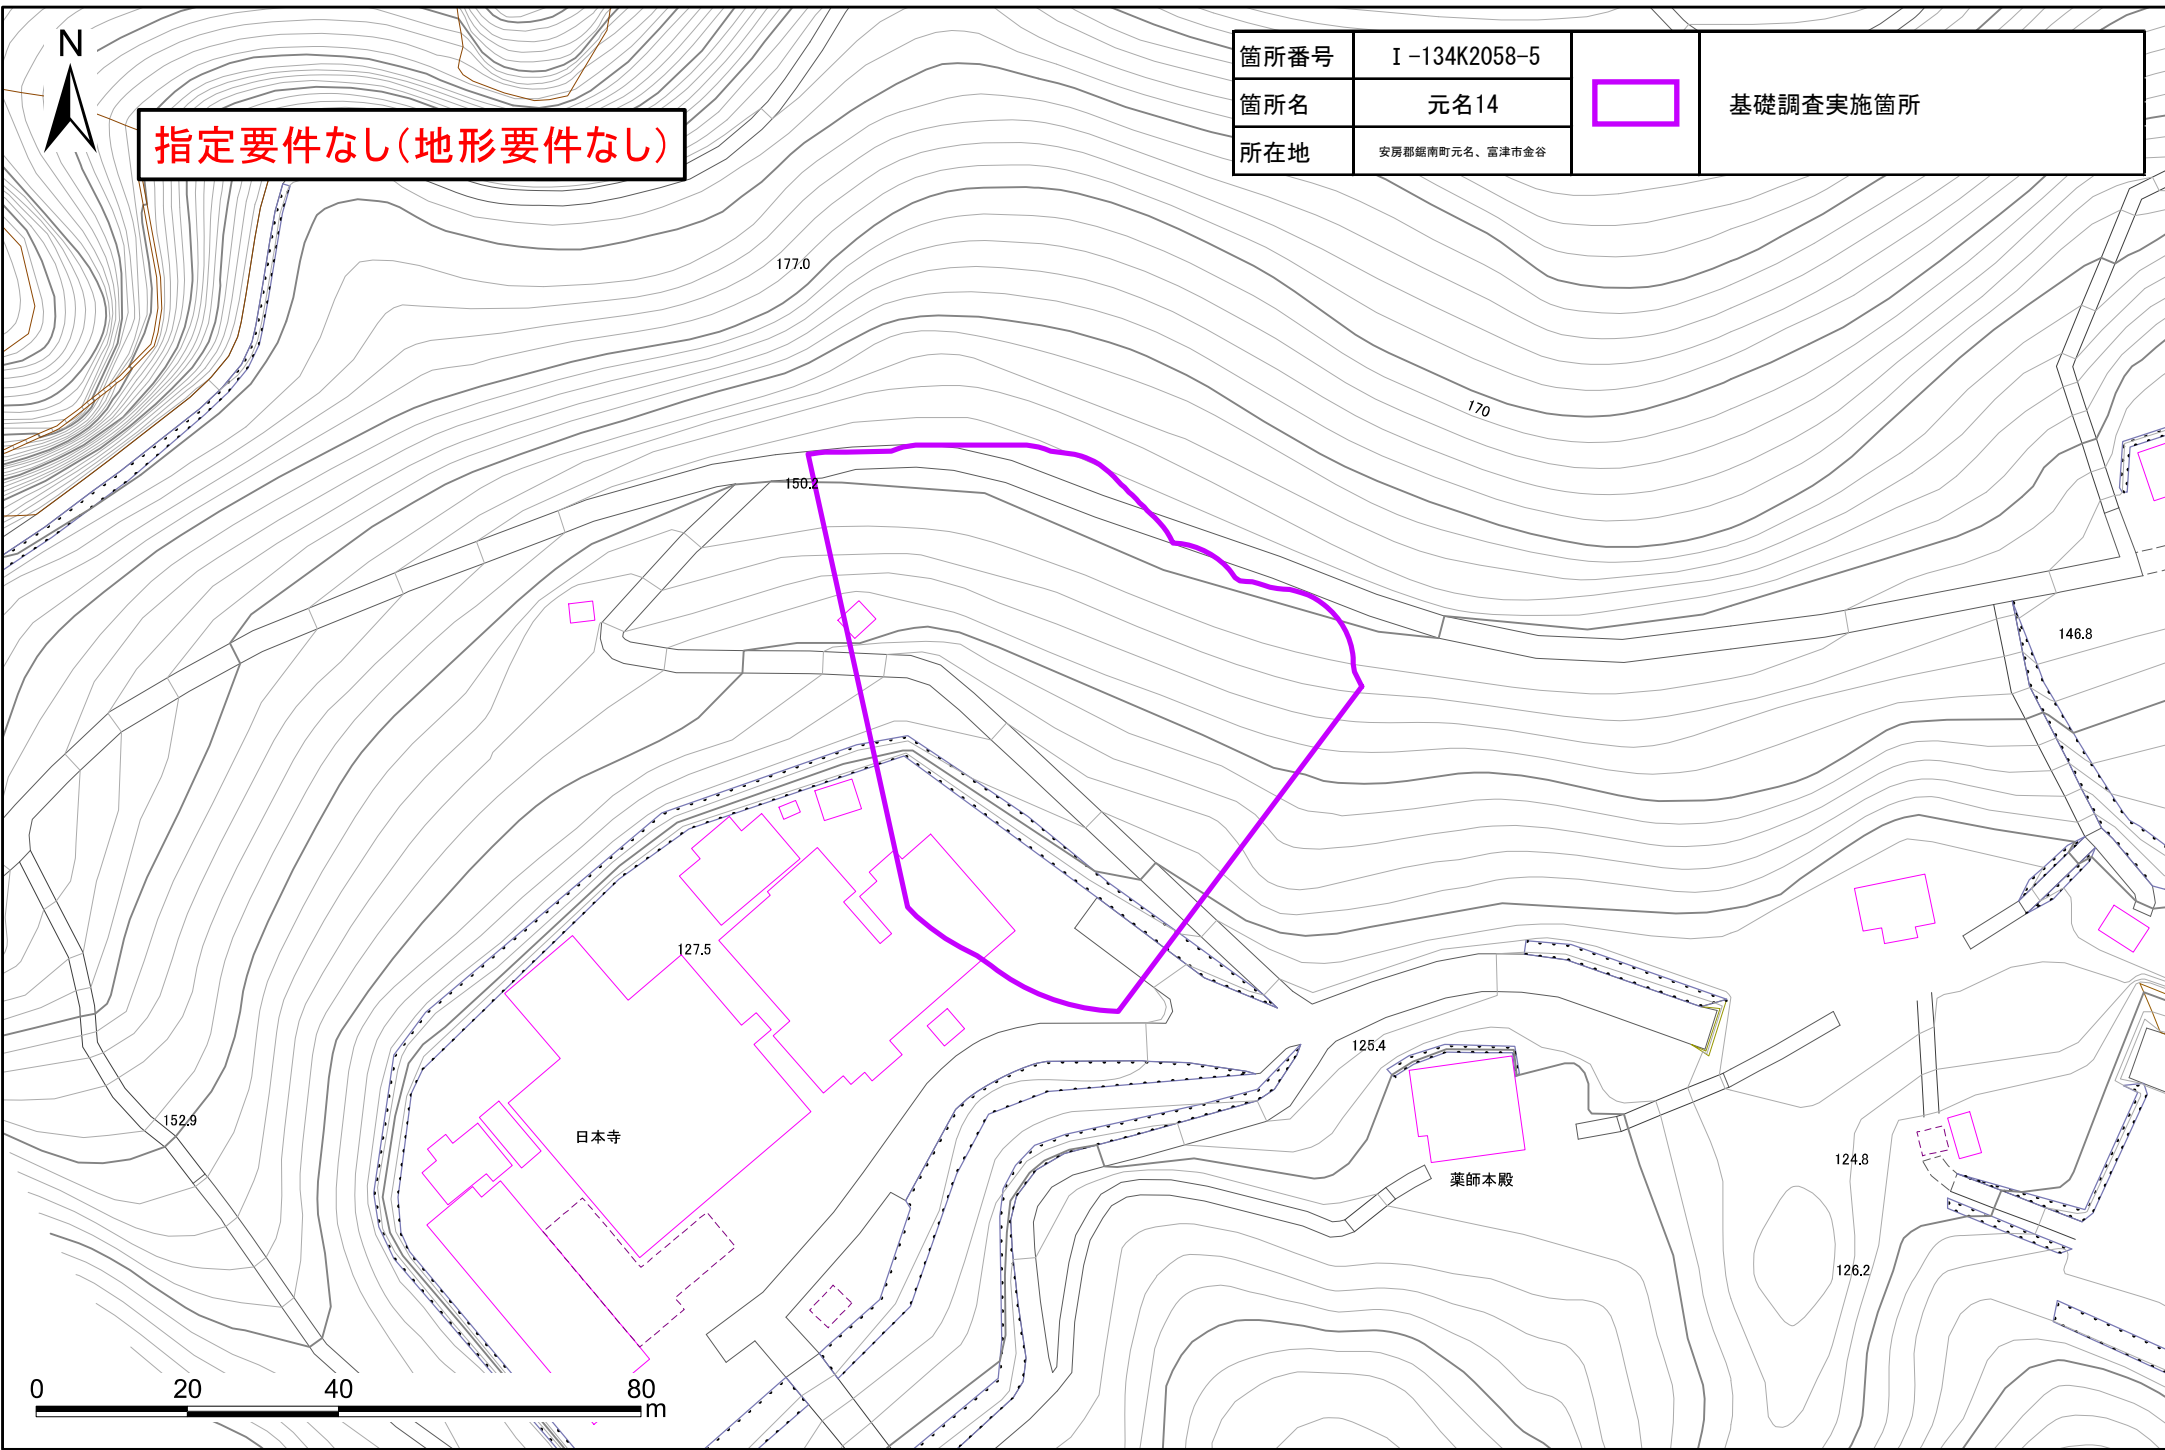 N
指定要件なし(地形要件なし)
箇所番号 Ⅰ-134K2058-5
箇所名 元名14
所在地 安房郡鋸南町元名、富津市金谷
基礎調査実施箇所
177.0
170
150.2
146.8
127.5
125.4
152.9
日本寺
薬師本殿
124.8
126.2
0 20 40 80
m